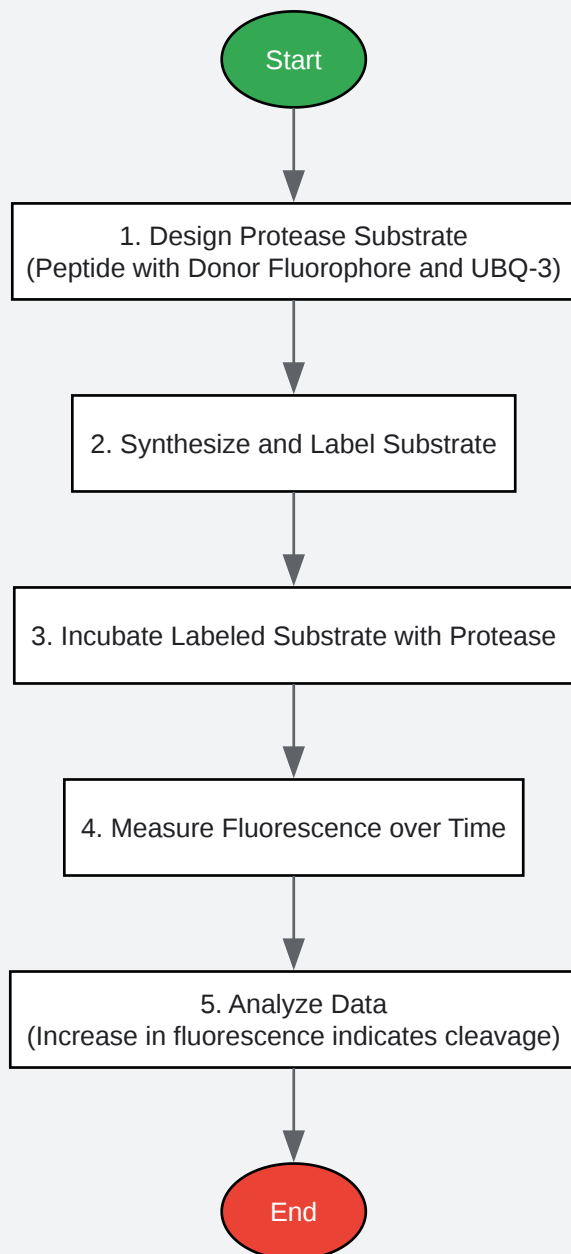 Start
1. Design Protease Substrate
(Peptide with Donor Fluorophore and UBQ-3)
2. Synthesize and Label Substrate
3. Incubate Labeled Substrate with Protease
4. Measure Fluorescence over Time
5. Analyze Data
(Increase in fluorescence indicates cleavage)
End